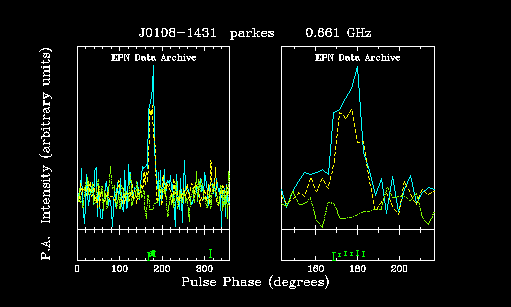 J0108-1431 parkes 0.661 GHz
EPN Data Archive EPN Data Archive
P.A. Intensity (arbitrary units)
0 100 200 300 160 180 200
Pulse Phase (degrees)